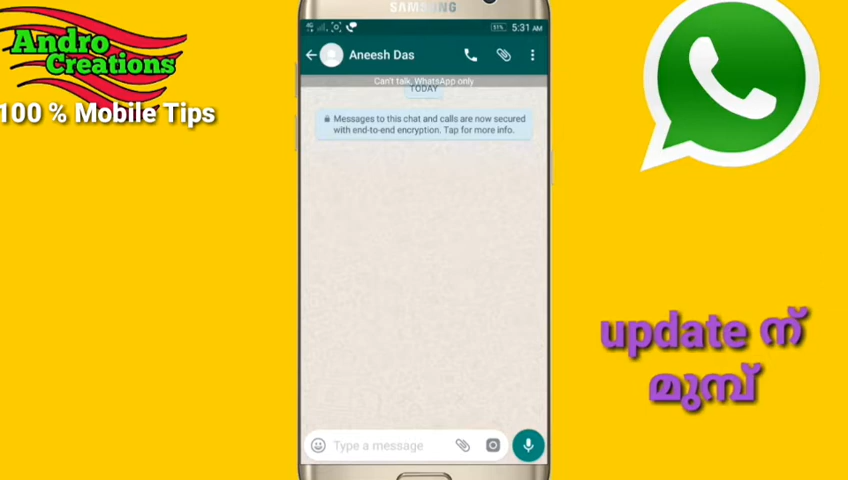 SAMSUNG
Andro
Creations
100 % Mobile Tips
5:31 AM
Aneesh Das
Can't talk, WhatsApp only
TODAY
Messages to this chat and calls are now secured
with end-to-end encryption. Tap for more info.
update ന്
മുമ്പ്
Type a message